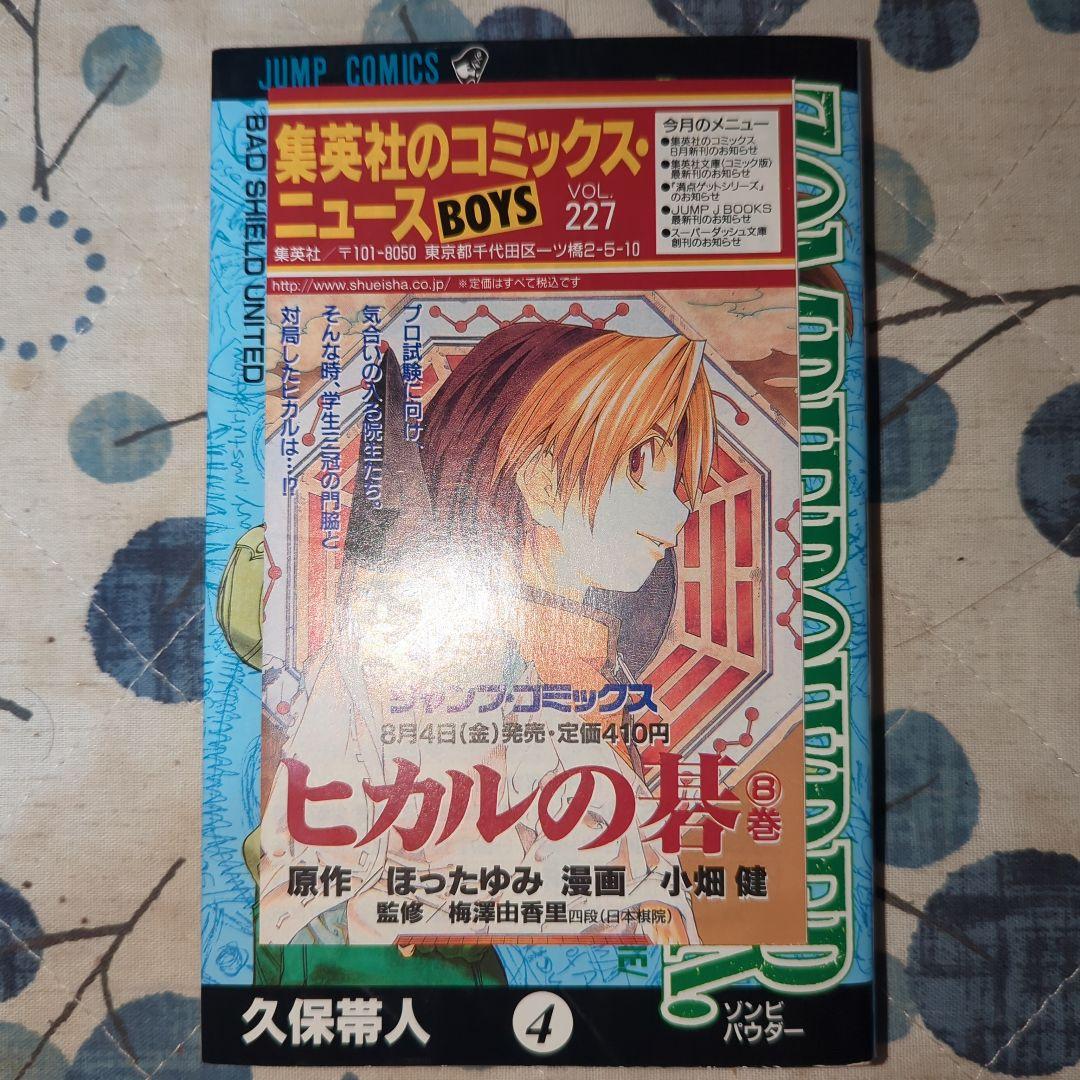 JUMP COMICS
BAD SHIELD UNITED
集英社のコミックス・
ニュース BOYS
VOL.
227
集英社/〒101-8050 東京都千代田区一ツ橋2-5-10
今月のメニュー
●集英社のコミックス
8月新刊のお知らせ
●集英社文庫〈コミック版〉
最新刊のお知らせ
●「満点ゲットシリーズ」
のお知らせ
●JUMP J BOOKS
最新刊のお知らせ
●スーパーダッシュ文庫
創刊のお知らせ
http://www.shueisha.co.jp/ ※定価はすべて税込です
プロ試験に向け、
気合いの入る院生たち。
そんな時、学生三冠の門脇と
対局したヒカルは…!?
ジャンプ・コミックス
8月4日(金)発売・定価410円
ヒカルの碁 8巻
原作 ほったゆみ 漫画 小畑 健
監修 梅澤由香里四段(日本棋院)
久保帯人
4
ゾンビ
パウダー